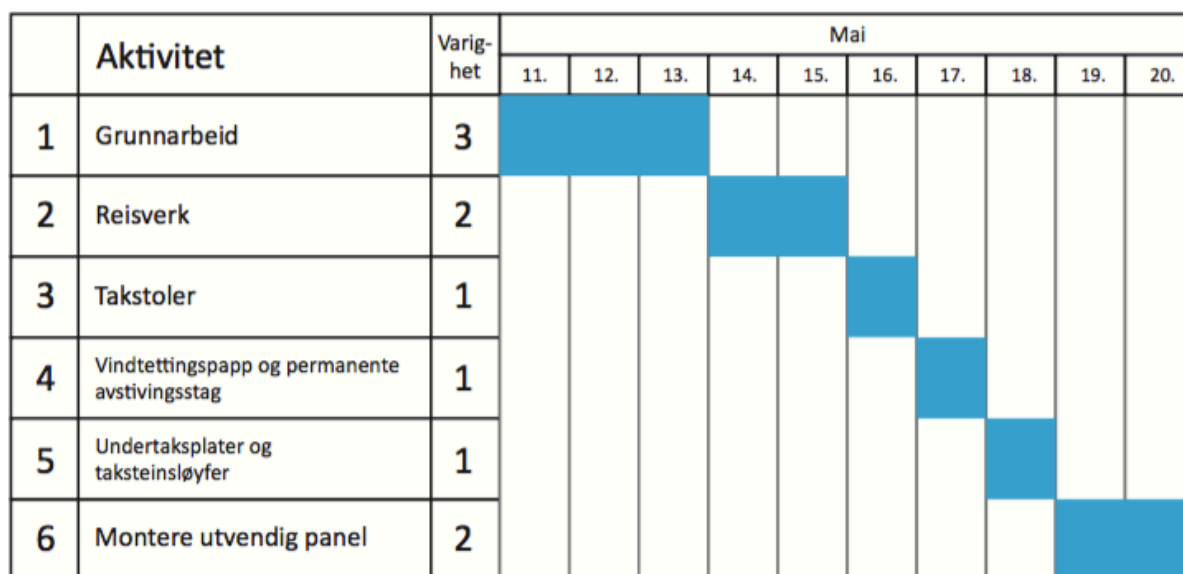 Aktivitet
Varig-
het
Mai
11. 12. 13. 14. 15. 16. 17. 18. 19. 20.
1 Grunnarbeid 3
2 Reisverk 2
3 Takstoler 1
4 Vindtettingspapp og permanente
avstivingsstag 1
5 Undertaksplater og
taksteinsløyfer 1
6 Montere utvendig panel 2